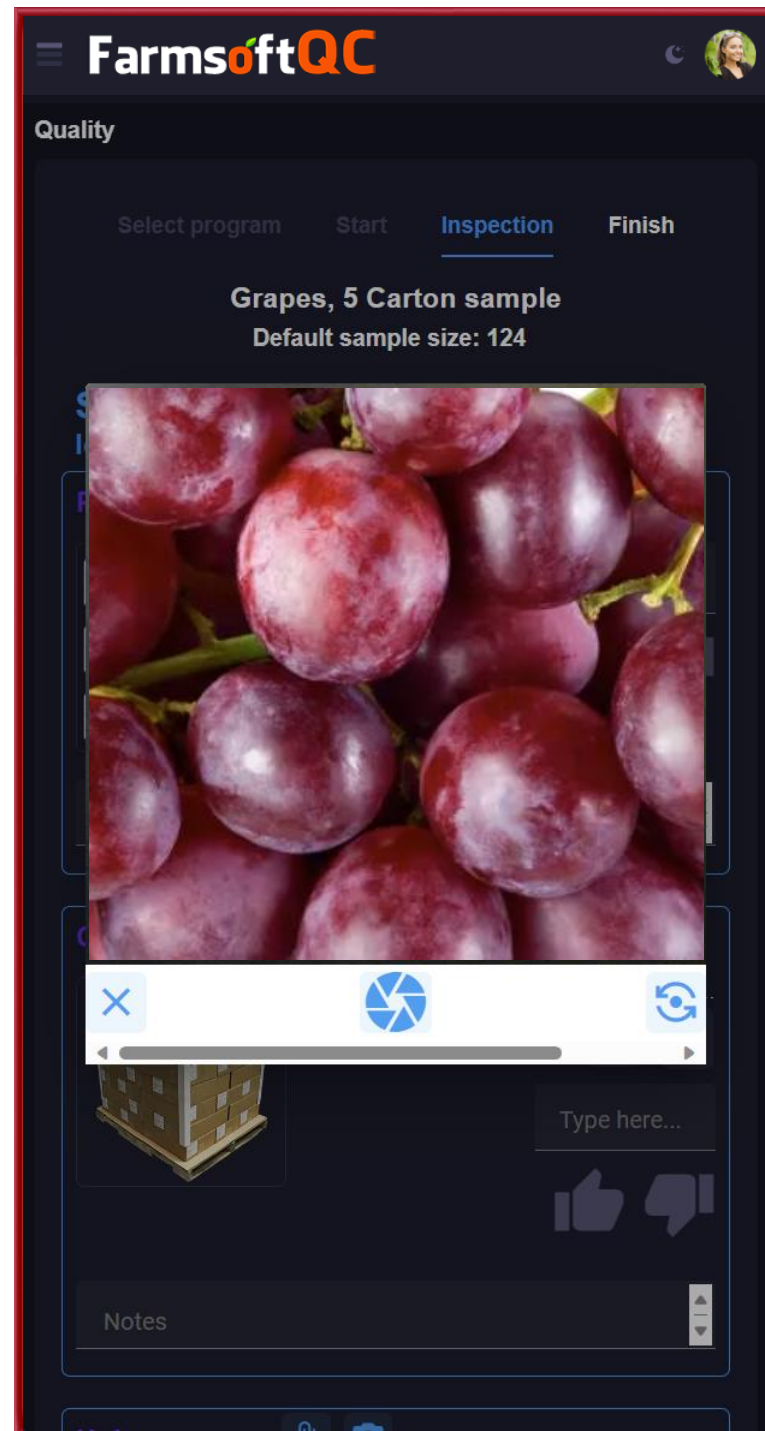 FarmsoftQC
Quality
Select program Start Inspection Finish
Grapes, 5 Carton sample
Default sample size: 124
Type here...
Notes